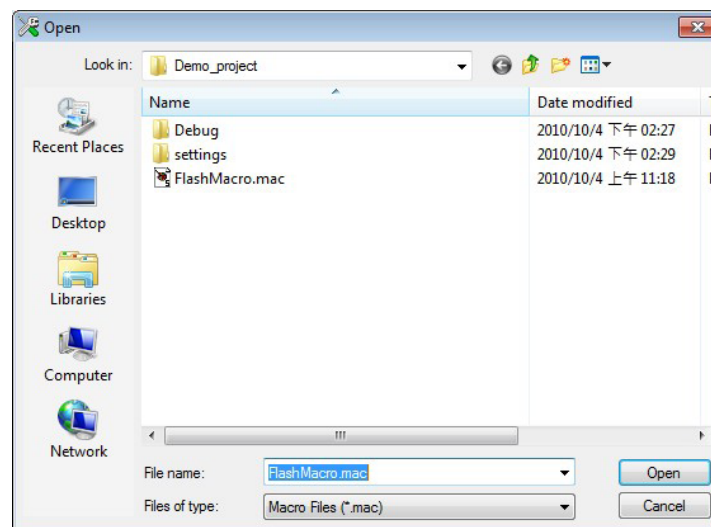 Open
Look in: Demo_project
Name Date modified
Debug 2010/10/4 下午 02:27
settings 2010/10/4 下午 02:29
FlashMacro.mac 2010/10/4 上午 11:18
Recent Places
Desktop
Libraries
Computer
Network
File name: FlashMacro.mac Open
Files of type: Macro Files (*.mac) Cancel